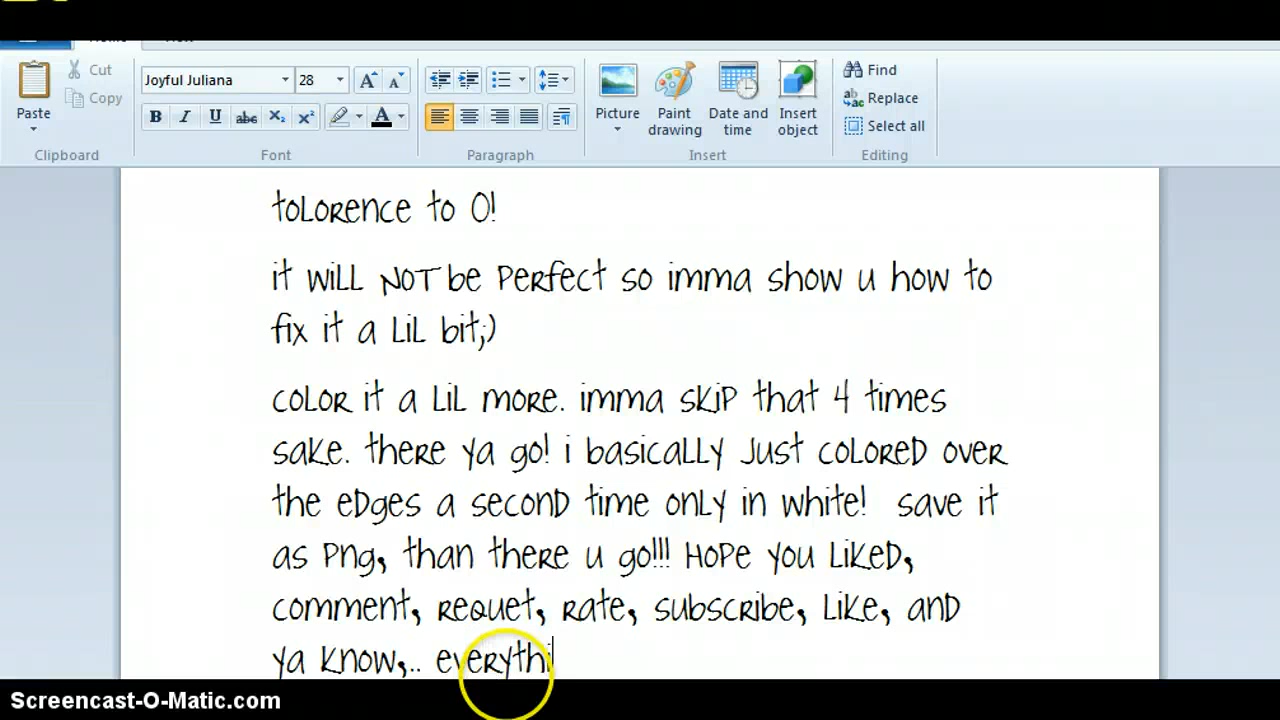 Cut
Copy
Paste
Clipboard
Joyful Juliana 28
B I U abc X₂ X²
A
Font
Paragraph
Picture
Paint drawing
Date and time
Insert object
Insert
Find
Replace
Select all
Editing
toLorence to 0!
it wiLL NOT be Perfect so imma show u how to
fix it a LiL bit;)
coLor it a LiL more. imma skip that 4 times
sake. there ya go! i basicaLLy Just coLored over
the edges a second time onLy in white!  save it
as Png, than there u go!!! Hope you Liked,
comment, requet, rate, subscribe, Like, and
ya know,.. everythi
Screencast-O-Matic.com